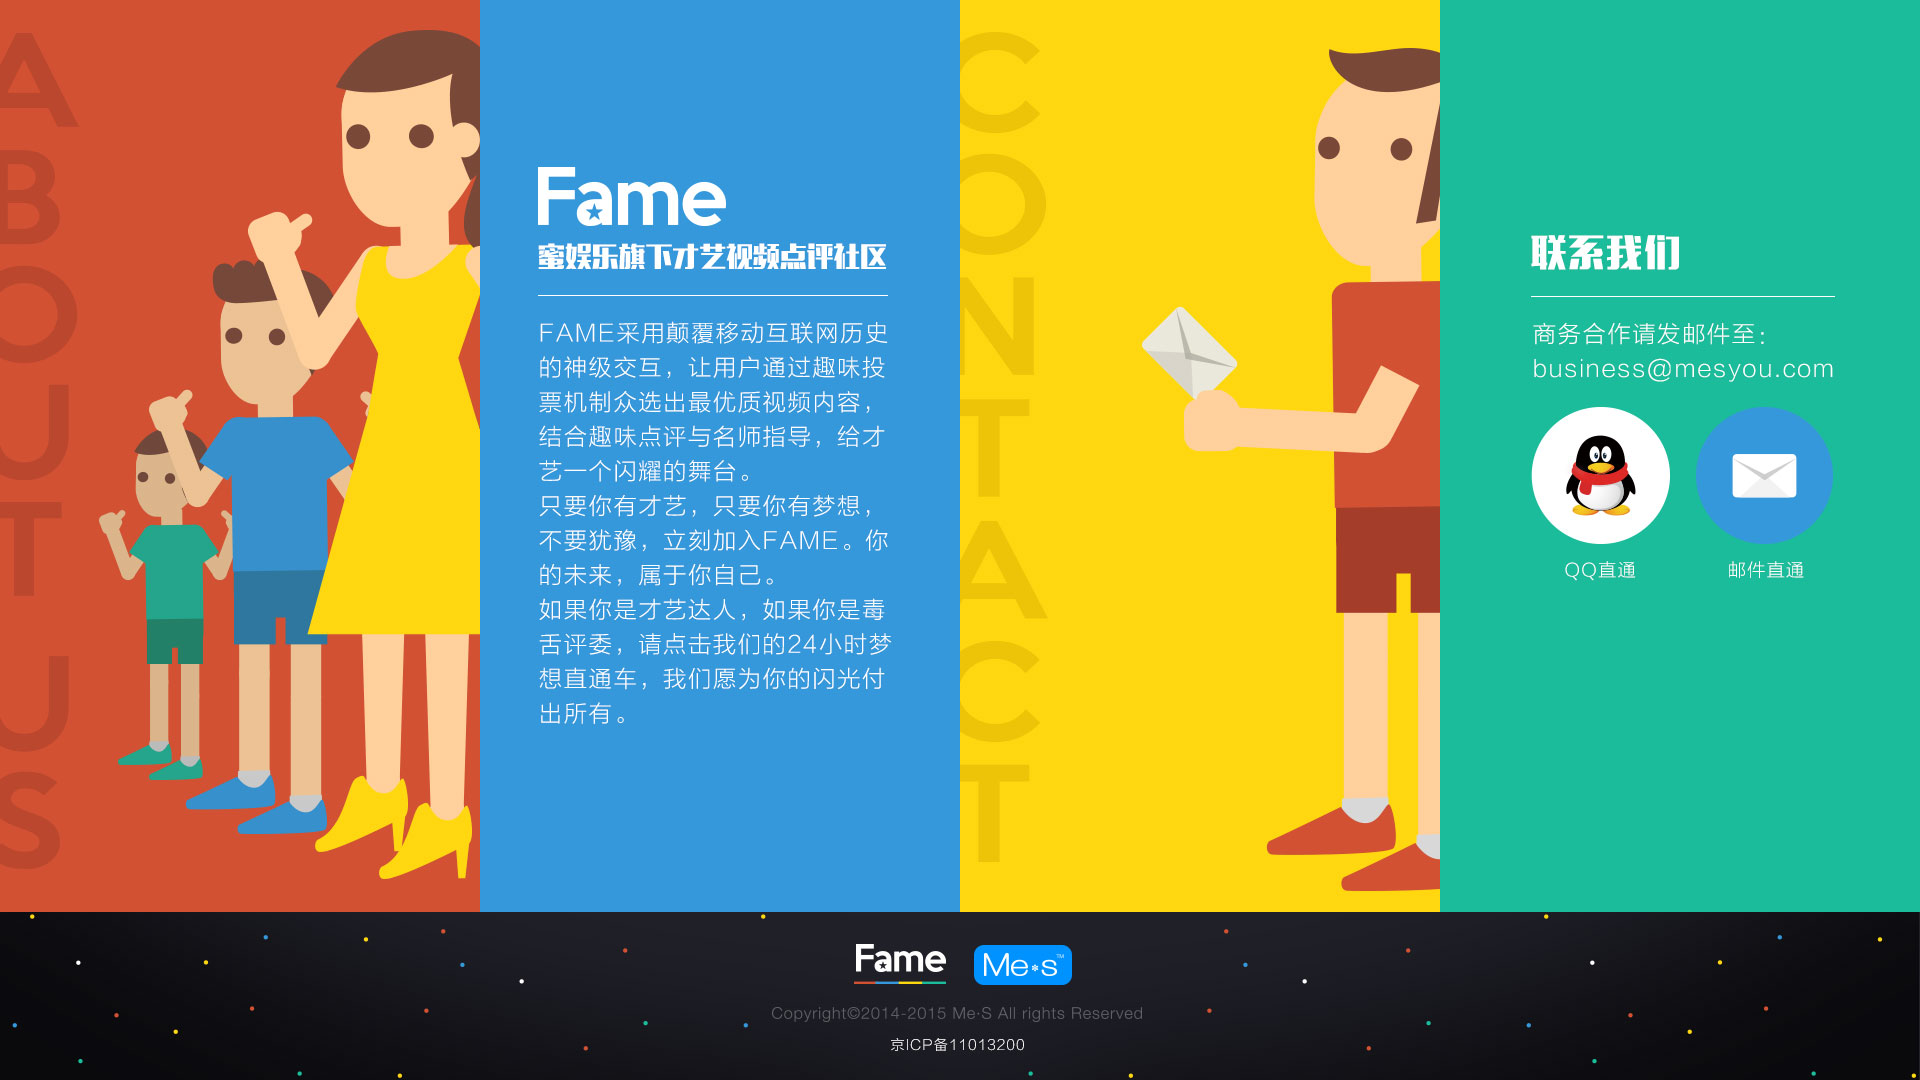 ABOUT US
Fame
蜜娱乐旗下才艺视频点评社区
FAME采用颠覆移动互联网历史
的神级交互，让用户通过趣味投
票机制众选出最优质视频内容，
结合趣味点评与名师指导，给才
艺一个闪耀的舞台。
只要你有才艺，只要你有梦想，
不要犹豫，立刻加入FAME。你
的未来，属于你自己。
如果你是才艺达人，如果你是毒
舌评委，请点击我们的24小时梦
想直通车，我们愿为你的闪光付
出所有。
CONTACT
联系我们
商务合作请发邮件至：
business@mesyou.com
QQ直通
邮件直通
Fame
Me·s™
Copyright©2014-2015 Me·S All rights Reserved
京ICP备11013200